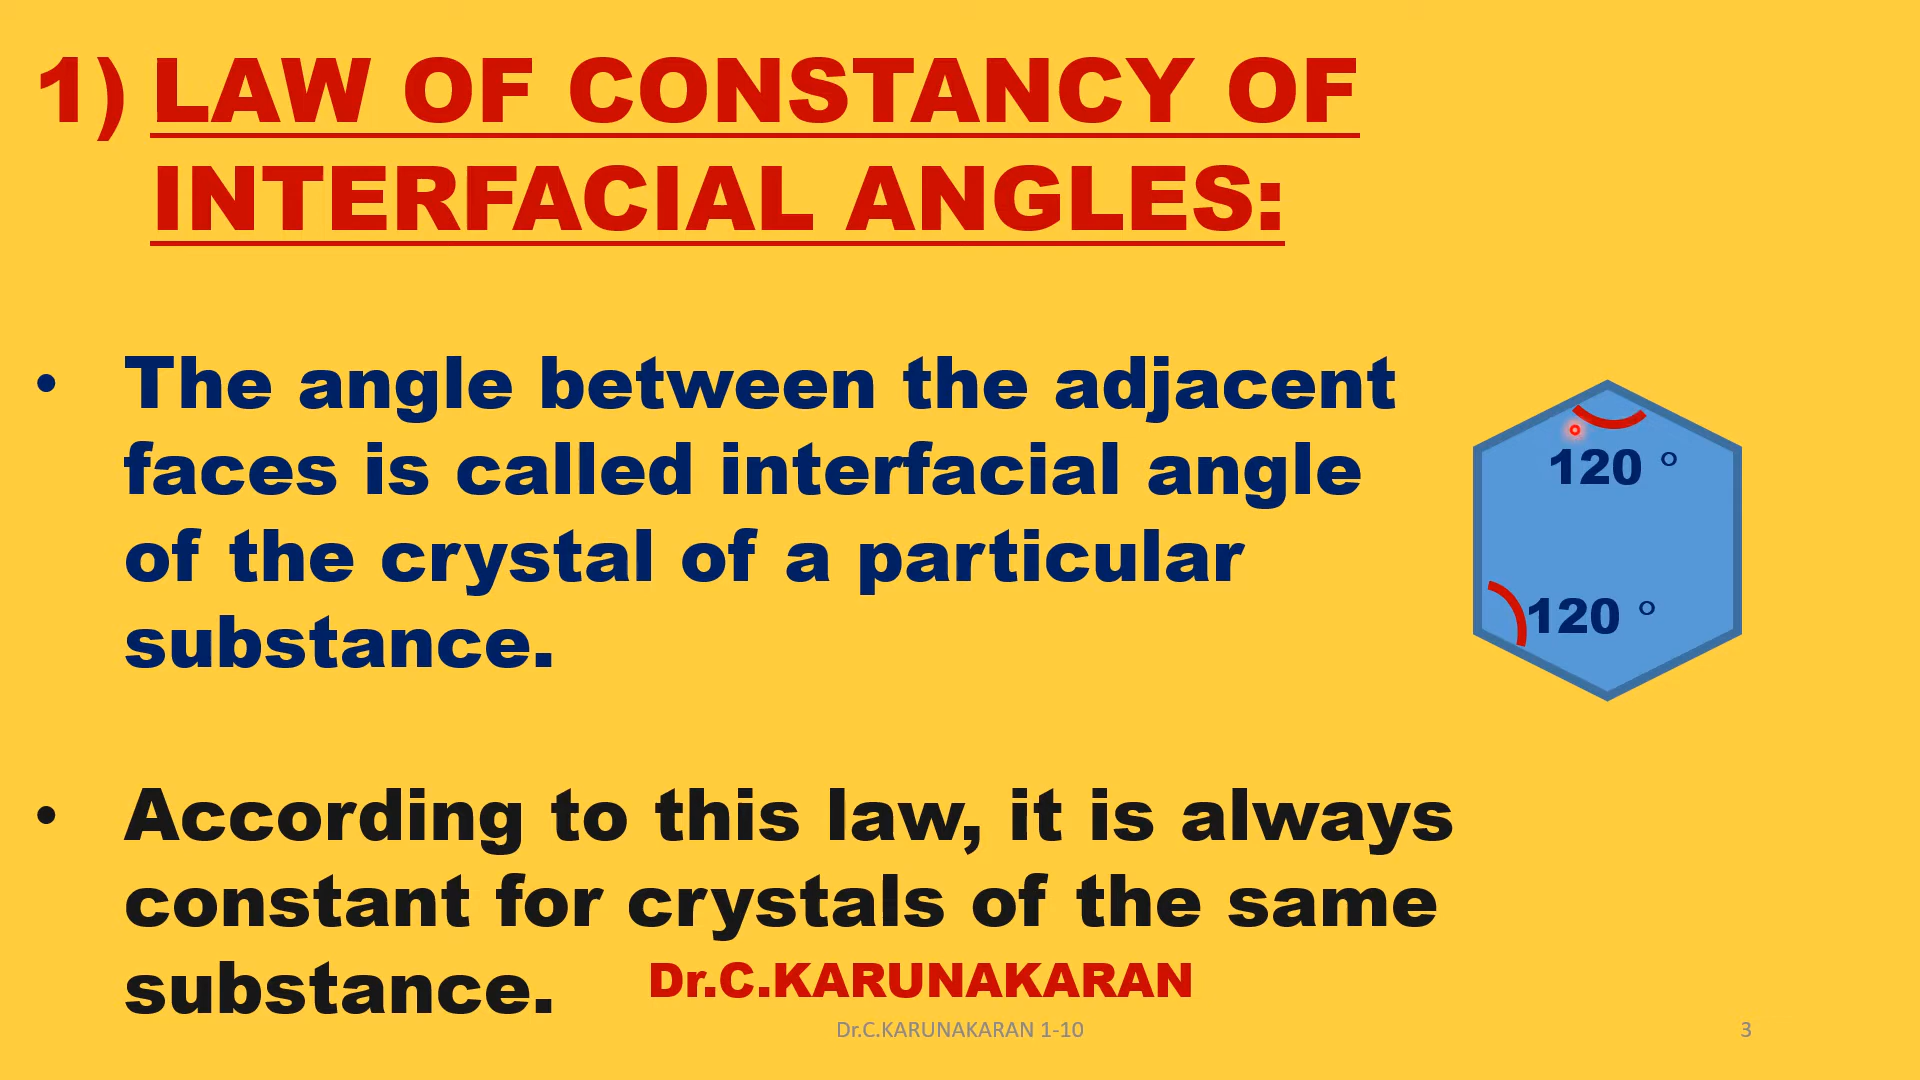 1) LAW OF CONSTANCY OF
INTERFACIAL ANGLES:
• The angle between the adjacent
faces is called interfacial angle
of the crystal of a particular
substance.
120 °
120 °
• According to this law, it is always
constant for crystals of the same
substance.
Dr.C.KARUNAKARAN
Dr.C.KARUNAKARAN 1-10
3